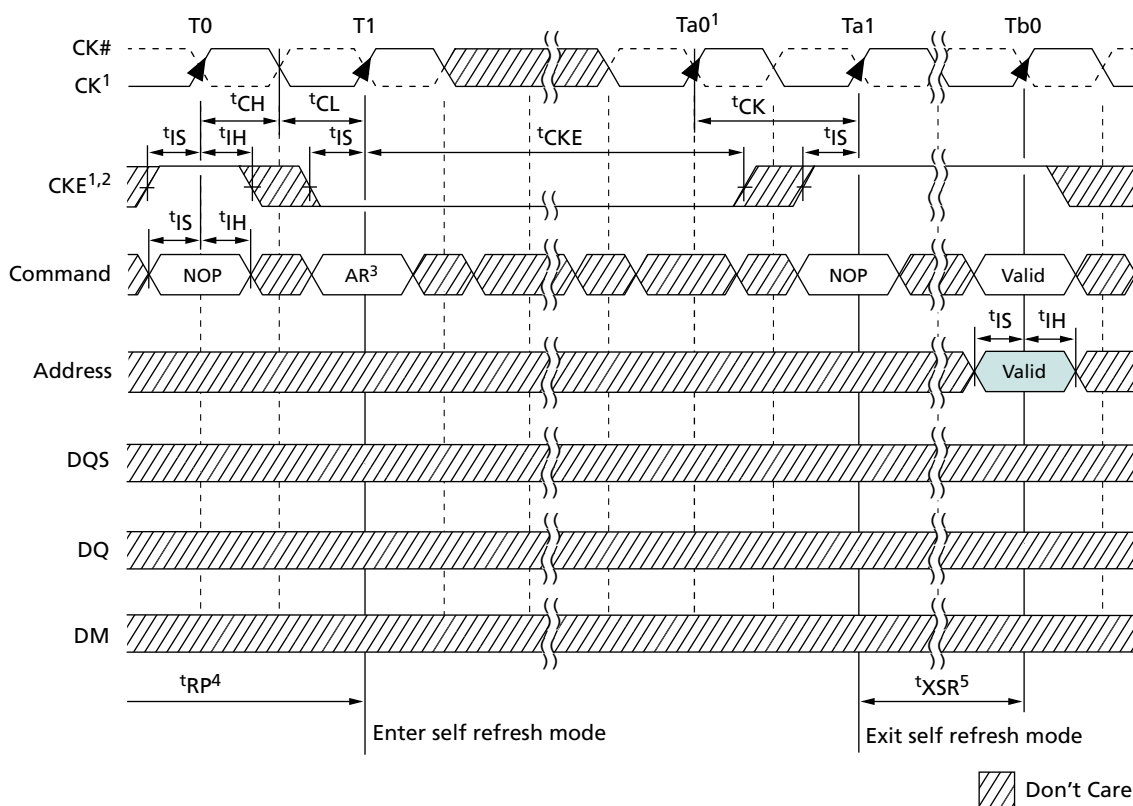 T0 T1 Ta0¹ Ta1 Tb0
CK#
CK¹
tCH tCL tCK
tIS tIH tIS tCKE tIS
CKE¹,²
tIS tIH
Command NOP AR³ NOP Valid
tIS tIH
Address Valid
DQS
DQ
DM
tRP⁴ tXSR⁵
Enter self refresh mode Exit self refresh mode
Don't Care